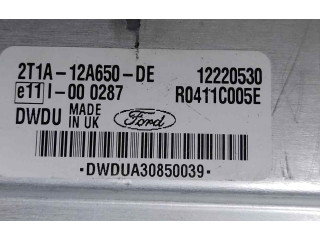 2T1A-12A650-DE 12220530
e11 I-00 0287 R0411C005E
DWDU MADE IN UK Ford
·DWDUA30850039·